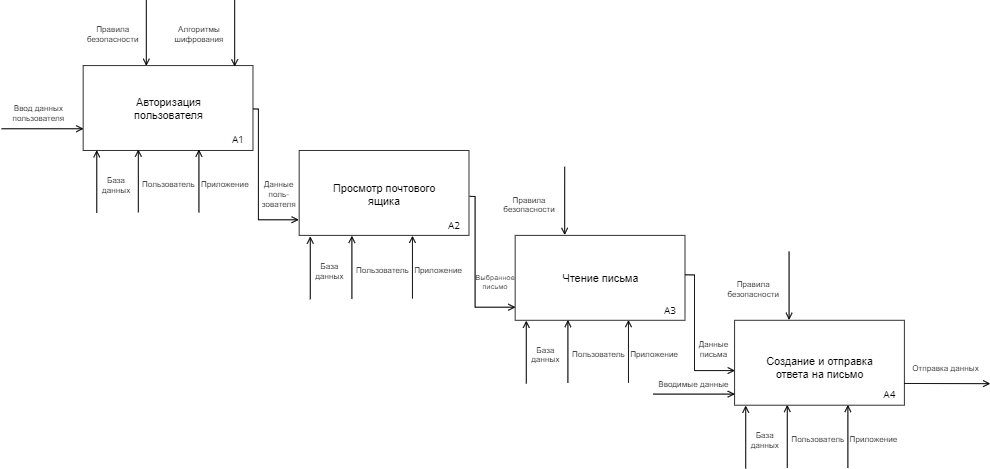 Правила
безопасности
Алгоритмы
шифрования
Ввод данных
пользователя
Авторизация
пользователя
A1
База
данных
Пользователь
Приложение
Данные
поль-
зователя
Просмотр почтового
ящика
A2
База
данных
Пользователь
Приложение
Выбранное
письмо
Правила
безопасности
Чтение письма
A3
База
данных
Пользователь
Приложение
Данные
письма
Вводимые данные
Правила
безопасности
Создание и отправка
ответа на письмо
A4
Отправка данных
База
данных
Пользователь
Приложение